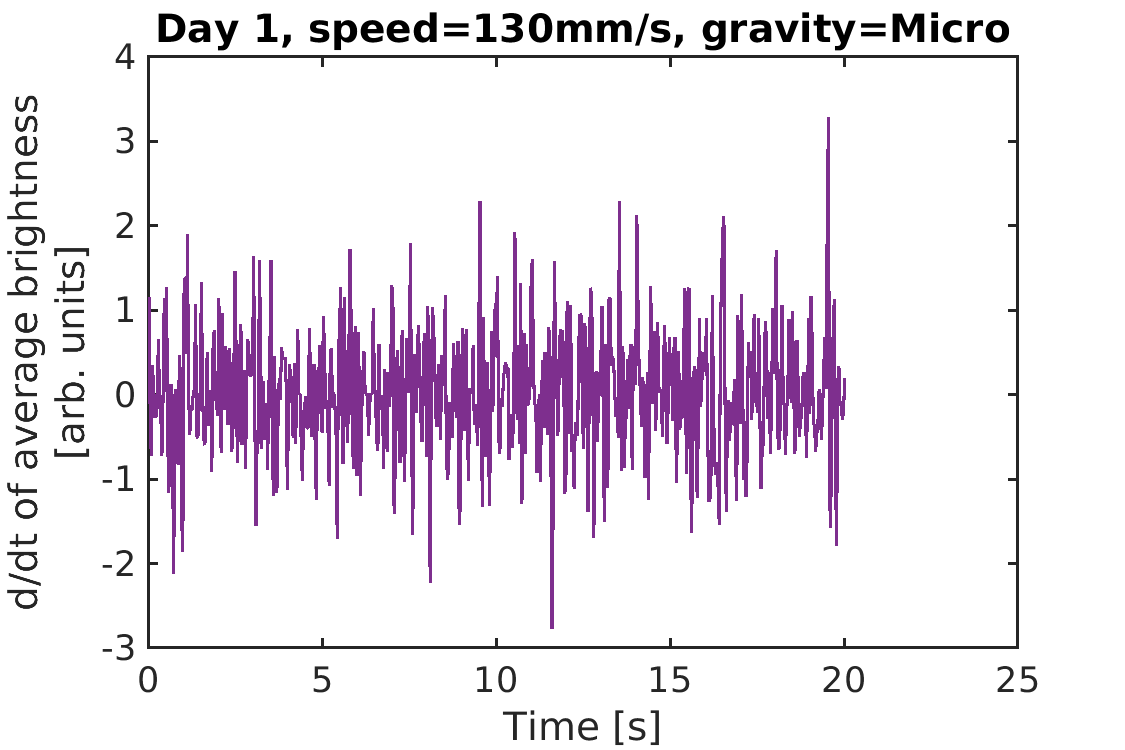 Day 1, speed=130mm/s, gravity=Micro
d/dt of average brightness
[arb. units]
4
3
2
1
0
-1
-2
-3
0 5 10 15 20 25
Time [s]